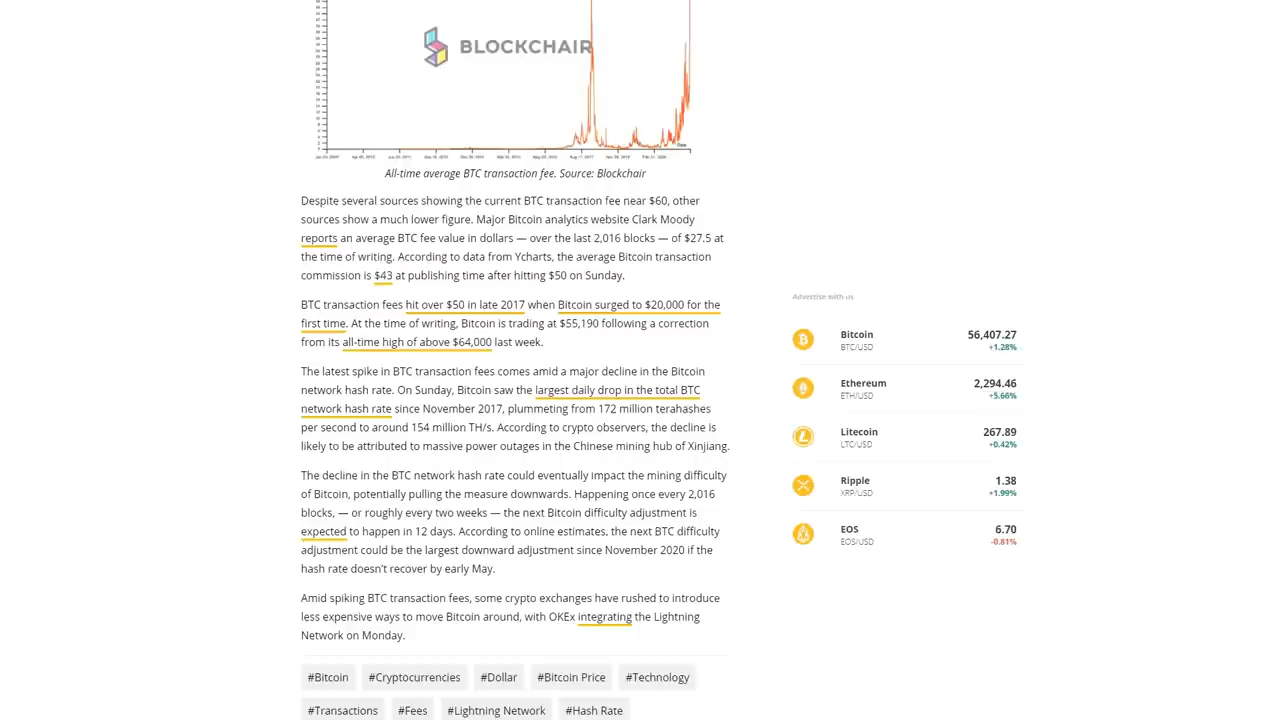 BLOCKCHAIR
Date
All-time average BTC transaction fee. Source: Blockchair
Despite several sources showing the current BTC transaction fee near $60, other
sources show a much lower figure. Major Bitcoin analytics website Clark Moody
reports an average BTC fee value in dollars — over the last 2,016 blocks — of $27.5 at
the time of writing. According to data from Ycharts, the average Bitcoin transaction
commission is $43 at publishing time after hitting $50 on Sunday.
BTC transaction fees hit over $50 in late 2017 when Bitcoin surged to $20,000 for the
first time. At the time of writing, Bitcoin is trading at $55,190 following a correction
from its all-time high of above $64,000 last week.
The latest spike in BTC transaction fees comes amid a major decline in the Bitcoin
network hash rate. On Sunday, Bitcoin saw the largest daily drop in the total BTC
network hash rate since November 2017, plummeting from 172 million terahashes
per second to around 154 million TH/s. According to crypto observers, the decline is
likely to be attributed to massive power outages in the Chinese mining hub of Xinjiang.
The decline in the BTC network hash rate could eventually impact the mining difficulty
of Bitcoin, potentially pulling the measure downwards. Happening once every 2,016
blocks, — or roughly every two weeks — the next Bitcoin difficulty adjustment is
expected to happen in 12 days. According to online estimates, the next BTC difficulty
adjustment could be the largest downward adjustment since November 2020 if the
hash rate doesn't recover by early May.
Amid spiking BTC transaction fees, some crypto exchanges have rushed to introduce
less expensive ways to move Bitcoin around, with OKEx integrating the Lightning
Network on Monday.
#Bitcoin #Cryptocurrencies #Dollar #Bitcoin Price #Technology
#Transactions #Fees #Lightning Network #Hash Rate
Advertise with us
Bitcoin 56,407.27
BTC/USD +1.28%
Ethereum 2,294.46
ETH/USD +5.66%
Litecoin 267.89
LTC/USD +0.42%
Ripple 1.38
XRP/USD +1.99%
EOS 6.70
EOS/USD -0.81%